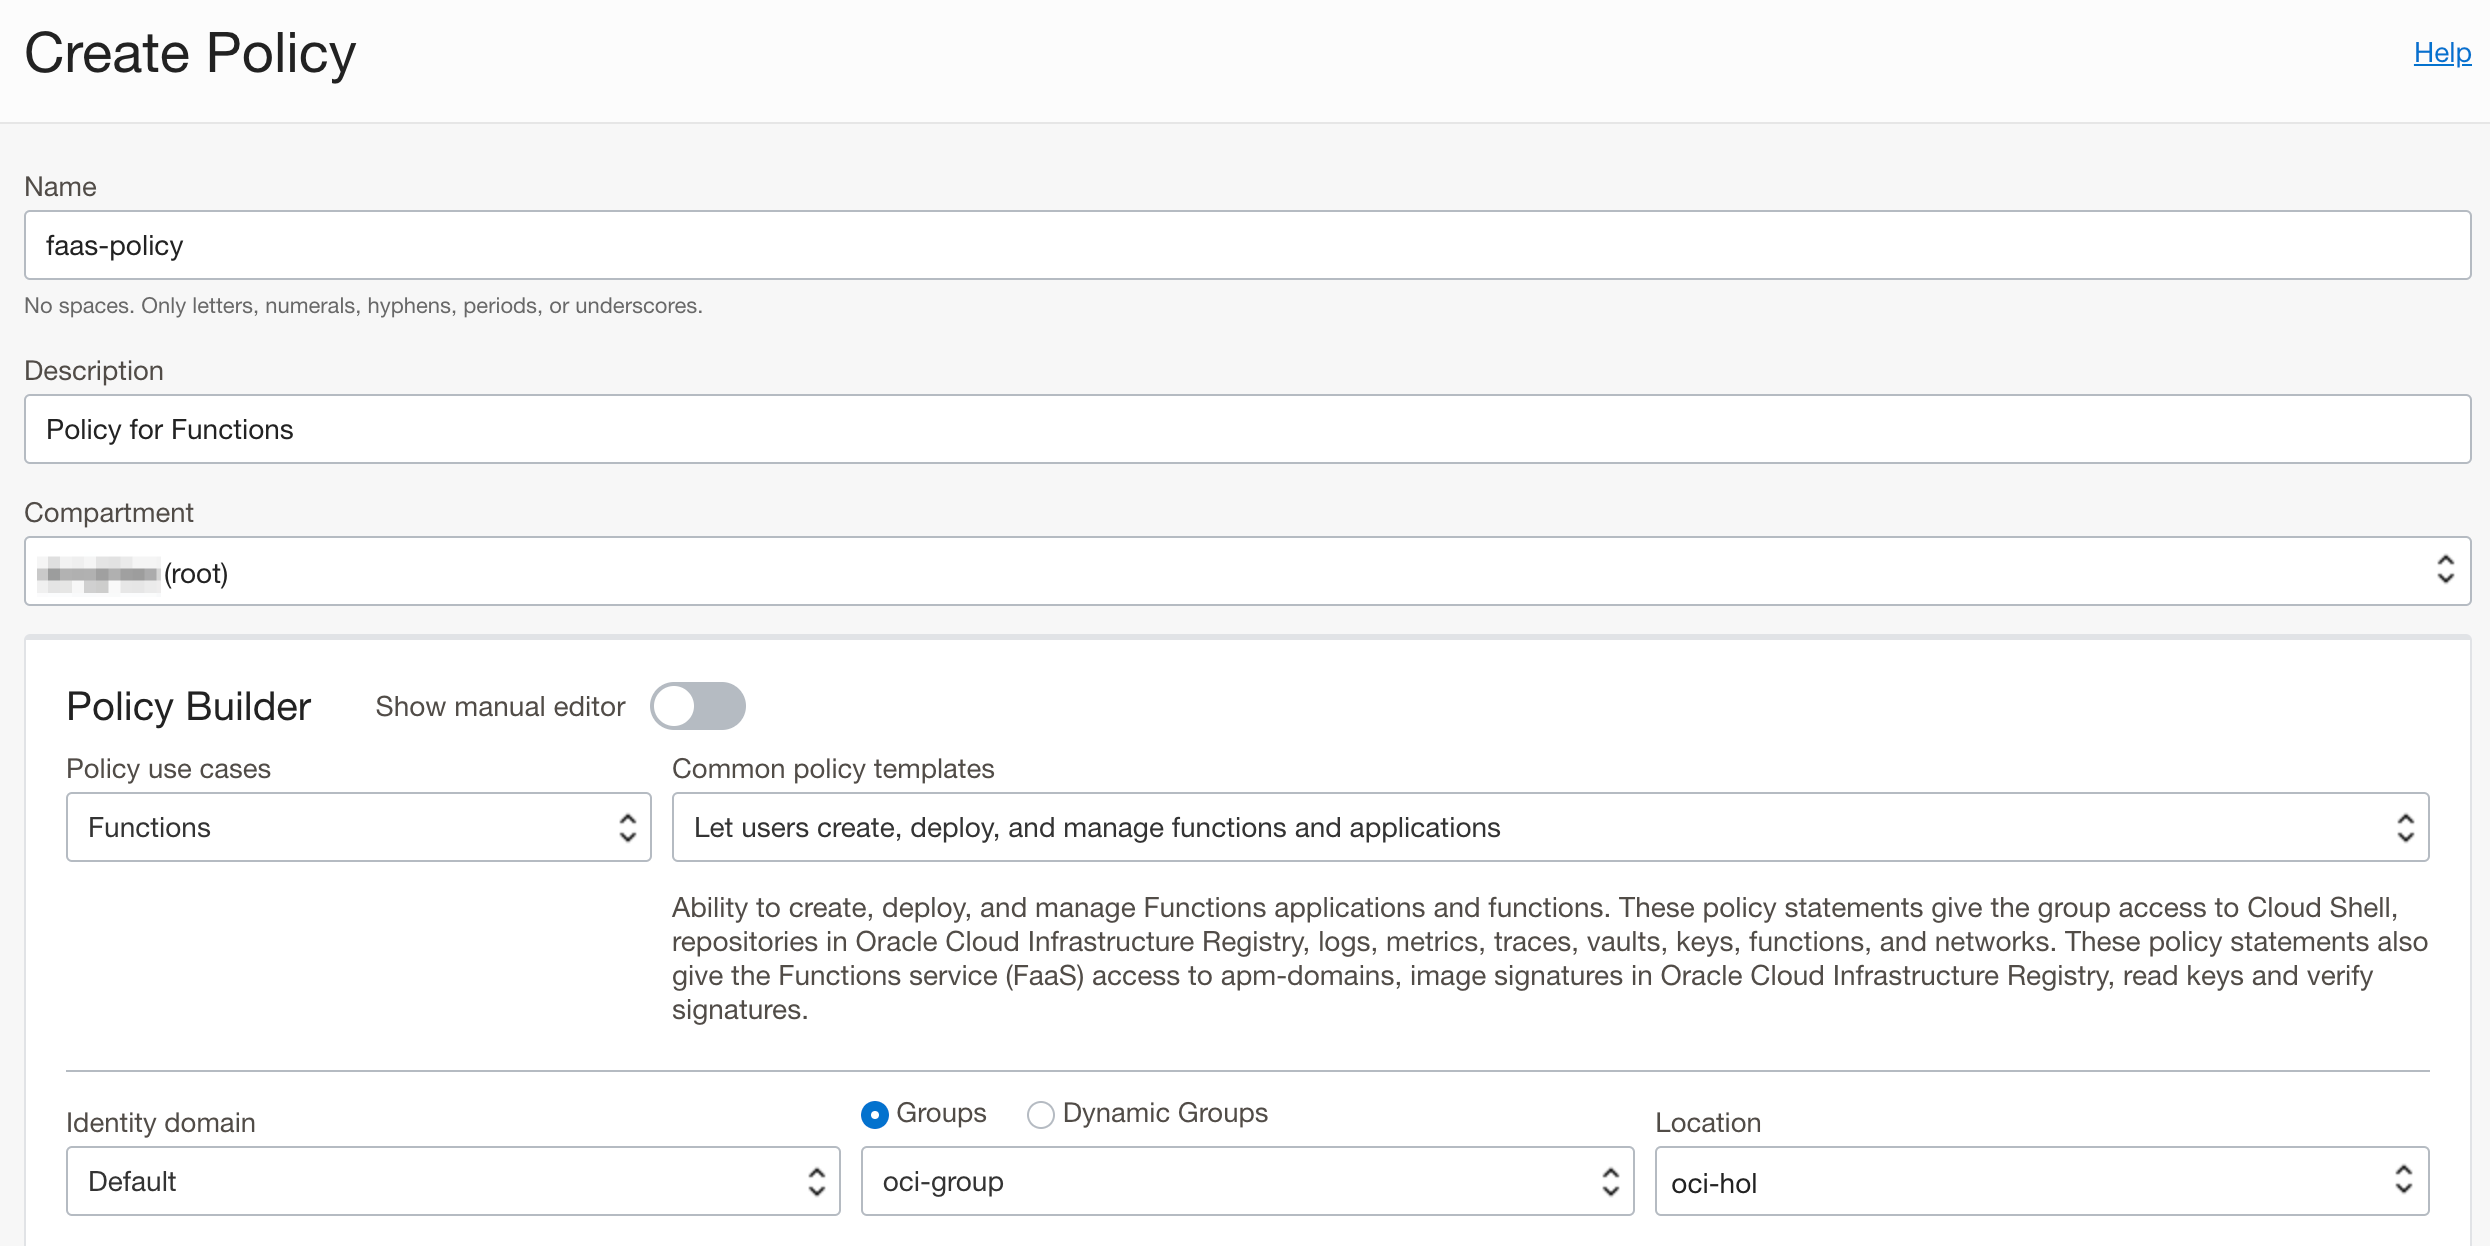 Create Policy
Help
Name
faas-policy
No spaces. Only letters, numerals, hyphens, periods, or underscores.
Description
Policy for Functions
Compartment
(root)
Policy Builder
Show manual editor
Policy use cases
Common policy templates
Functions
Let users create, deploy, and manage functions and applications
Ability to create, deploy, and manage Functions applications and functions. These policy statements give the group access to Cloud Shell,
repositories in Oracle Cloud Infrastructure Registry, logs, metrics, traces, vaults, keys, functions, and networks. These policy statements also
give the Functions service (FaaS) access to apm-domains, image signatures in Oracle Cloud Infrastructure Registry, read keys and verify
signatures.
Identity domain
Groups
Dynamic Groups
Location
Default
oci-group
oci-hol